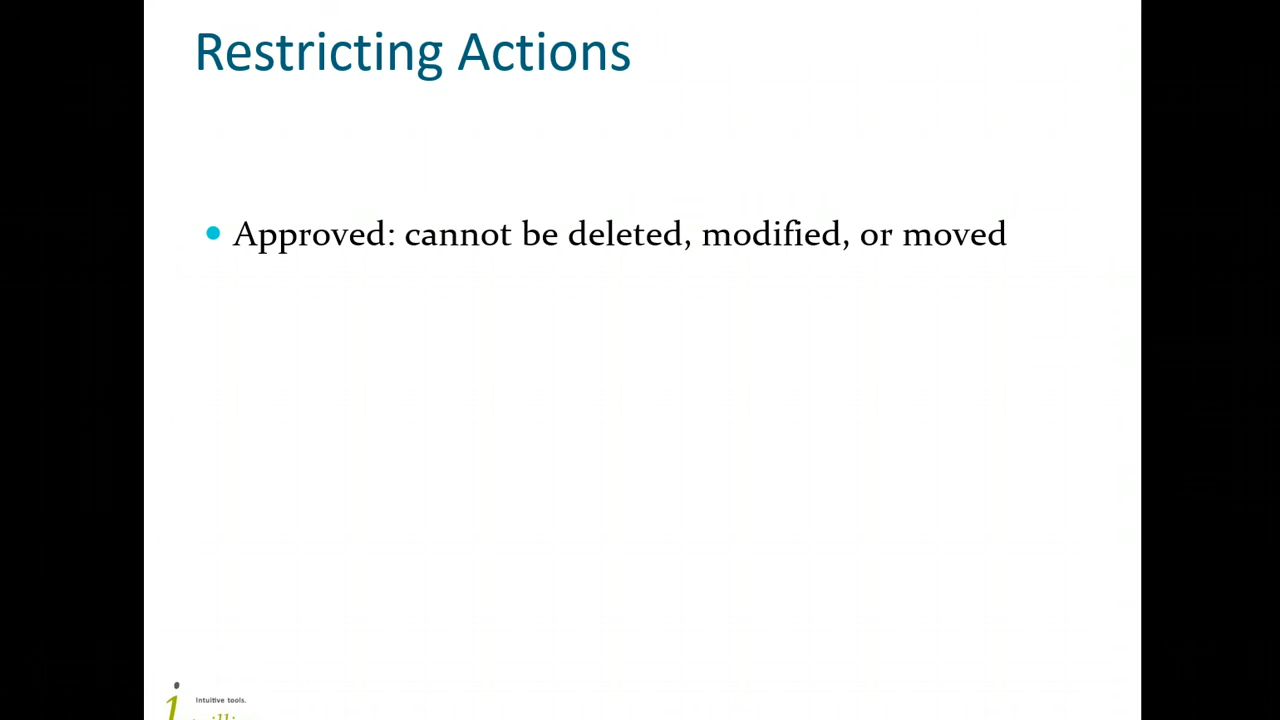 Restricting Actions
Approved: cannot be deleted, modified, or moved
Intuitive tools.